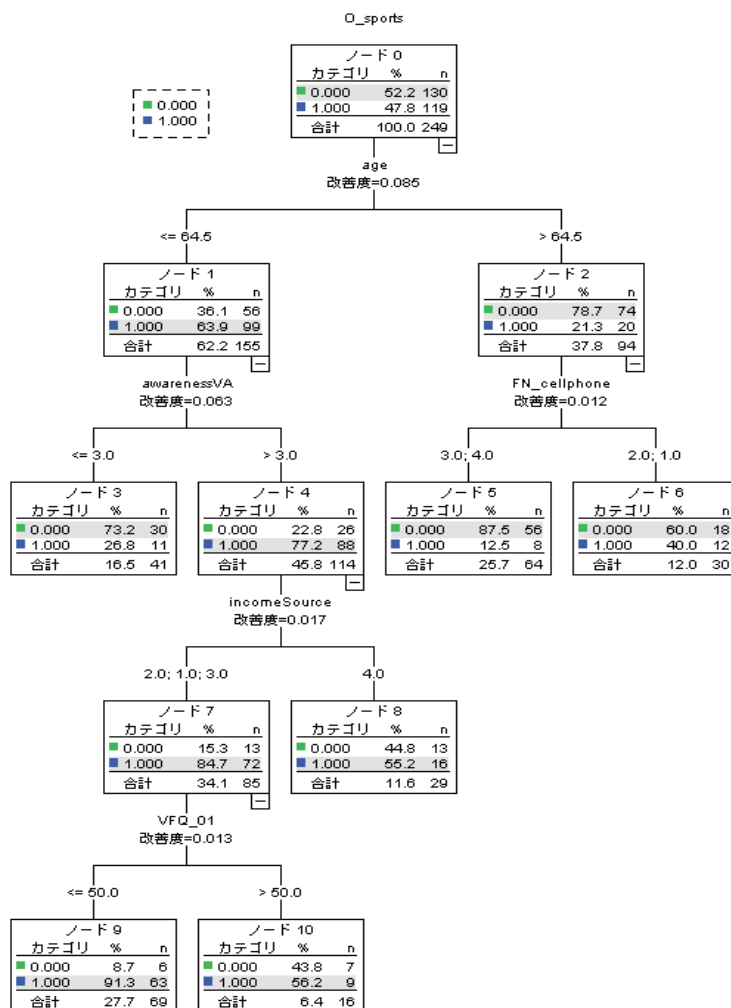 O_sports
ノード 0
カテゴリ % n
0.000 52.2 130
1.000 47.8 119
合計 100.0 249
0.000
1.000
age
改善度=0.085
<= 64.5
> 64.5
ノード 1
カテゴリ % n
0.000 36.1 56
1.000 63.9 99
合計 62.2 155
ノード 2
カテゴリ % n
0.000 78.7 74
1.000 21.3 20
合計 37.8 94
awarenessVA
改善度=0.063
FN_cellphone
改善度=0.012
<= 3.0
> 3.0
3.0; 4.0
2.0; 1.0
ノード 3
カテゴリ % n
0.000 73.2 30
1.000 26.8 11
合計 16.5 41
ノード 4
カテゴリ % n
0.000 22.8 26
1.000 77.2 88
合計 45.8 114
ノード 5
カテゴリ % n
0.000 87.5 56
1.000 12.5 8
合計 25.7 64
ノード 6
カテゴリ % n
0.000 60.0 18
1.000 40.0 12
合計 12.0 30
incomeSource
改善度=0.017
2.0; 1.0; 3.0
4.0
ノード 7
カテゴリ % n
0.000 15.3 13
1.000 84.7 72
合計 34.1 85
ノード 8
カテゴリ % n
0.000 44.8 13
1.000 55.2 16
合計 11.6 29
VFQ_01
改善度=0.013
<= 50.0
> 50.0
ノード 9
カテゴリ % n
0.000 8.7 6
1.000 91.3 63
合計 27.7 69
ノード 10
カテゴリ % n
0.000 43.8 7
1.000 56.2 9
合計 6.4 16